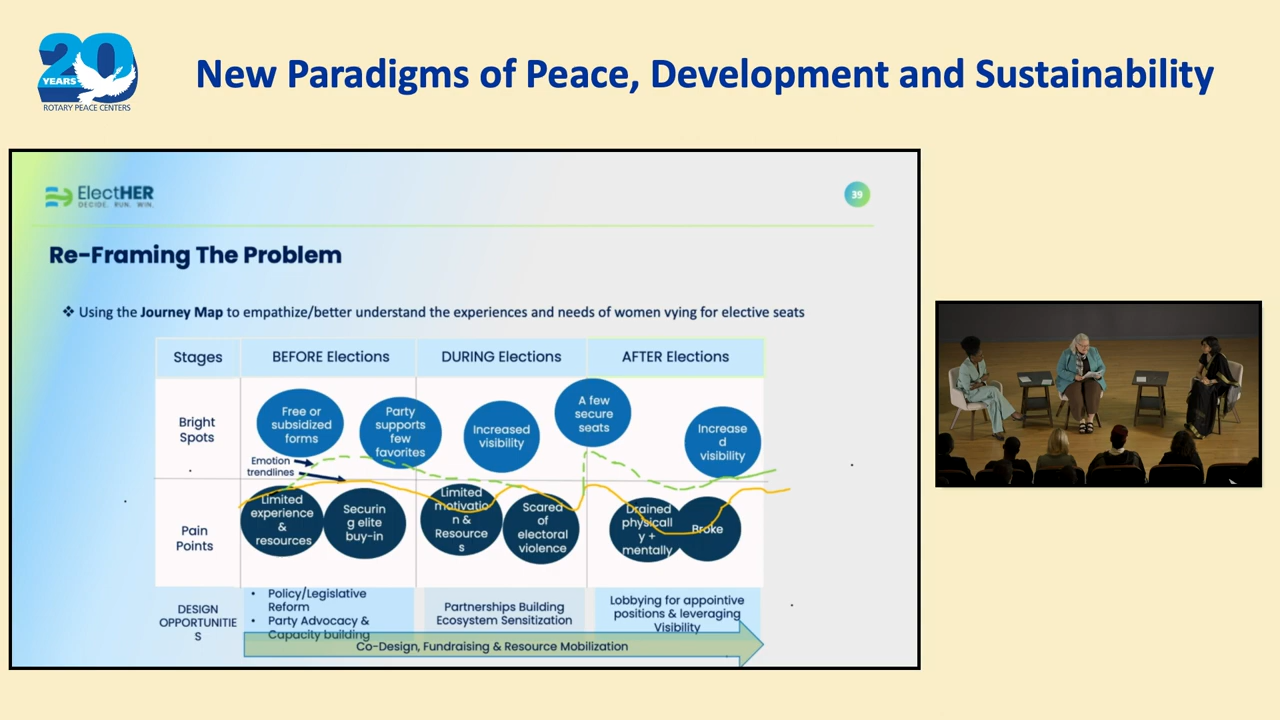 20
YEARS
ROTARY PEACE CENTERS
New Paradigms of Peace, Development and Sustainability
ElectHER
DECIDE. RUN. WIN.
39
Re-Framing The Problem
❖ Using the Journey Map to empathize/better understand the experiences and needs of women vying for elective seats
Stages
BEFORE Elections
DURING Elections
AFTER Elections
Bright
Spots
Free or
subsidized
forms
Party
supports
few
favorites
Increased
visibility
A few
secure
seats
Increase
d
visibility
Emotion
trendlines
Pain
Points
Limited
experience
&
resources
Securin
g elite
buy-in
Limited
motivatio
n &
Resource
s
Scared
of
electoral
violence
Drained
physicall
y +
mentally
Broke
DESIGN
OPPORTUNITIE
S
• Policy/Legislative
Reform
• Party Advocacy &
Capacity building
Partnerships Building
Ecosystem Sensitization
Lobbying for appointive
positions & leveraging
Visibility
Co-Design, Fundraising & Resource Mobilization